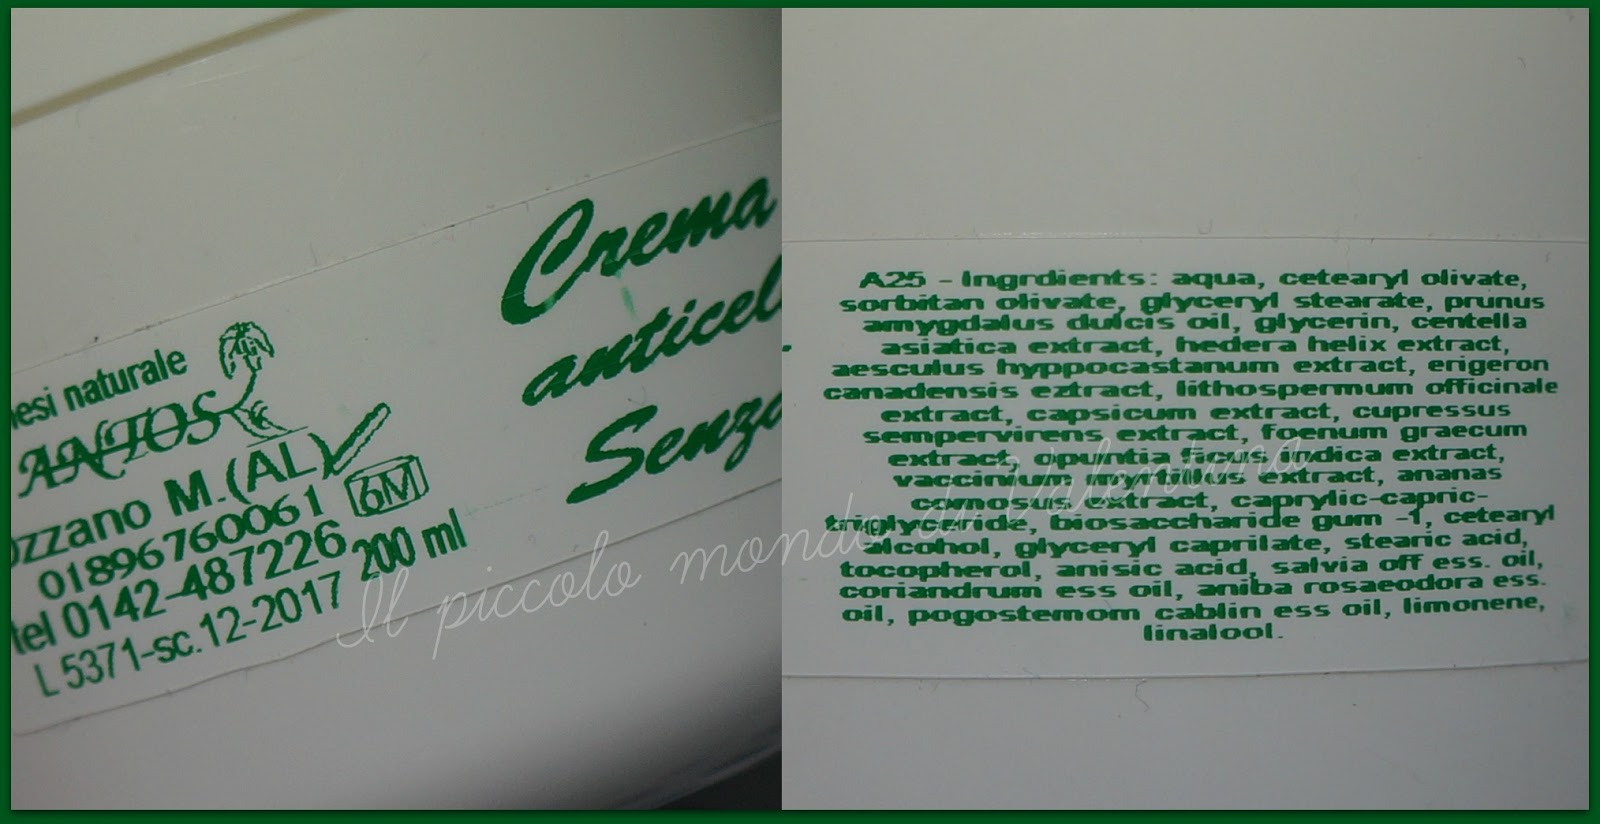 Crema
anticel
Senza
nesi naturale
ANTOS
ozzano M.(AL)
01896760061
6M
tel 0142-487226
200 ml
L 5371-sc.12-2017
A25 - Ingrdients: aqua, cetearyl olivate,
sorbitan olivate, glyceryl stearate, prunus
amygdalus dulcis oil, glycerin, centella
asiatica extract, hedera helix extract,
aesculus hyppocastanum extract, erigeron
canadensis eztract, lithospermum officinale
extract, capsicum extract, cupressus
sempervirens extract, foenum graecum
extract, opuntia ficus indica extract,
vaccinium myrtillus extract, ananas
comosus extract, caprylic-capric-
triglyceride, biosaccharide gum -1, cetearyl
alcohol, glyceryl caprilate, stearic acid,
tocopherol, anisic acid, salvia off ess. oil,
coriandrum ess oil, aniba rosaeodora ess.
oil, pogostemom cablin ess oil, limonene,
linalool.
Il piccolo mondo di Valentina